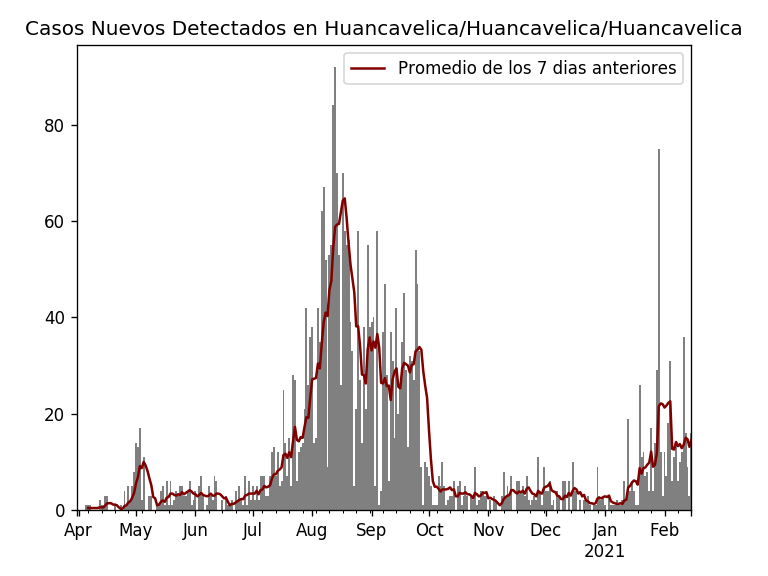 Casos Nuevos Detectados en Huancavelica/Huancavelica/Huancavelica
Promedio de los 7 dias anteriores
80
60
40
20
0
Apr May Jun Jul Aug Sep Oct Nov Dec Jan Feb
2021